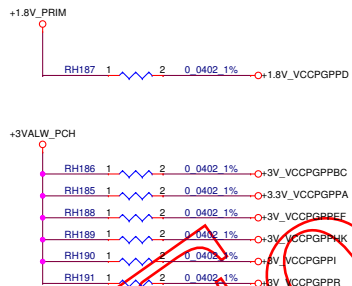 +1.8V_PRIM
RH187 1 2 0_0402_1% +1.8V_VCCPGPPD
+3VALW_PCH
RH186 1 2 0_0402_1% +3V_VCCPGPPBC
RH185 1 2 0_0402_1% +3.3V_VCCPGPPA
RH188 1 2 0_0402_1% +3V_VCCPGPPEF
RH189 1 2 0_0402_1% +3V_VCCPGPPHK
RH190 1 2 0_0402_1% +3V_VCCPGPPI
RH191 1 2 0_0402_1% +3V_VCCPGPPR